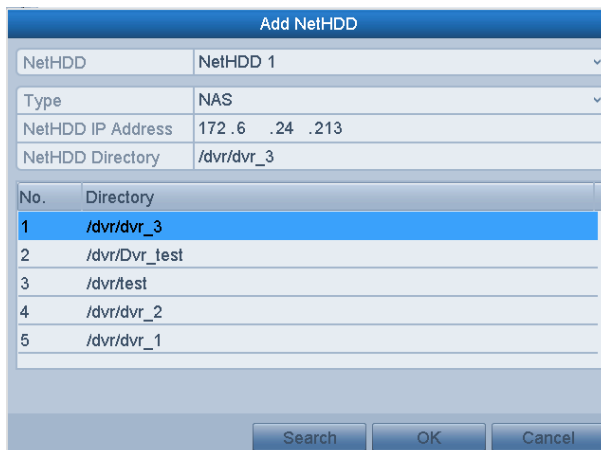 Add NetHDD
NetHDD NetHDD 1
Type NAS
NetHDD IP Address 172 .6 .24 .213
NetHDD Directory /dvr/dvr_3
No. Directory
1 /dvr/dvr_3
2 /dvr/Dvr_test
3 /dvr/test
4 /dvr/dvr_2
5 /dvr/dvr_1
Search OK Cancel